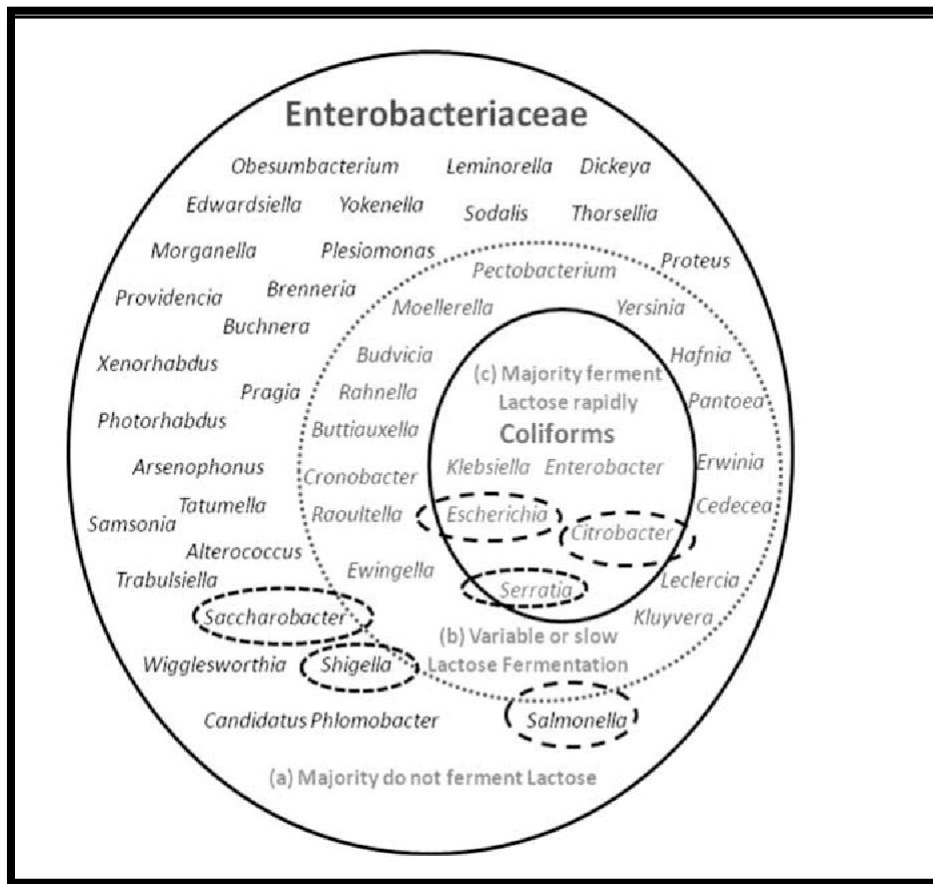 Enterobacteriaceae
Obesumbacterium Leminorella Dickeya
Edwardsiella Yokenella Sodalis Thorsellia
Morganella Plesiomonas Proteus
Pectobacterium
Providencia Brenneria Moellerella Yersinia
Buchnera
Xenorhabdus Budvicia Hafnia
(c) Majority ferment
Lactose rapidly
Pragia Rahnella Pantoea
Photorhabdus Buttiauxella Coliforms
Arsenophonus Cronobacter Klebsiella Enterobacter Erwinia
Tatumella Raoultella Escherichia Cedecea
Samsonia Citrobacter
Alterococcus
Trabulsiella Ewingella Serratia Leclercia
Saccharobacter Kluyvera
(b) Variable or slow
Lactose Fermentation
Wigglesworthia Shigella
Candidatus Phlomobacter Salmonella
(a) Majority do not ferment Lactose